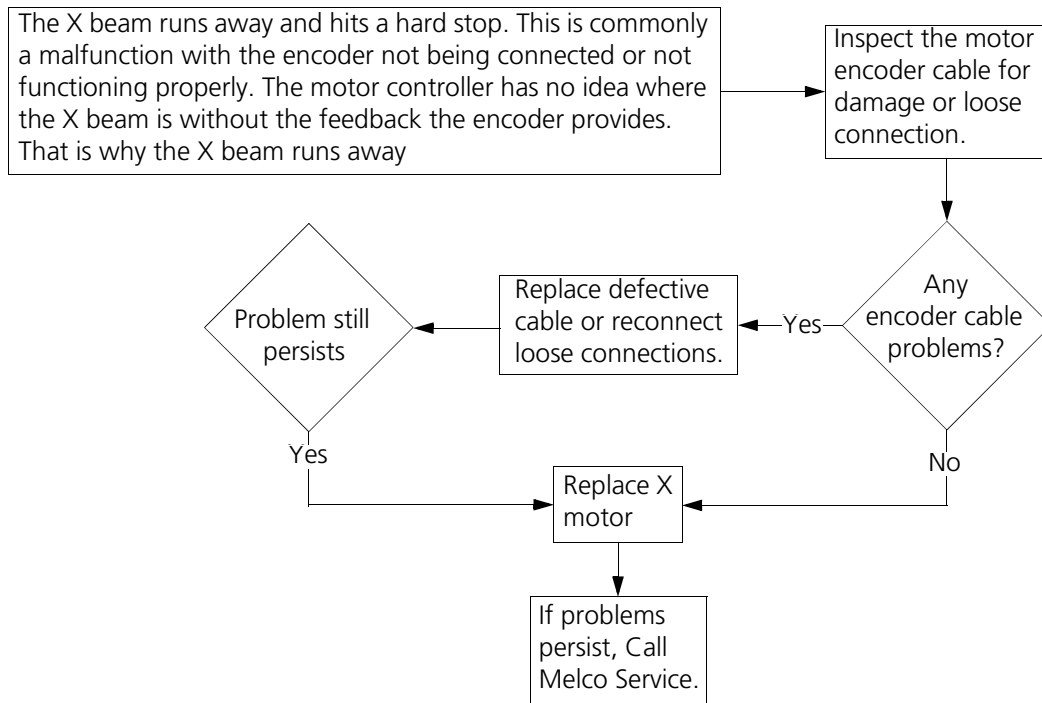 The X beam runs away and hits a hard stop. This is commonly
a malfunction with the encoder not being connected or not
functioning properly. The motor controller has no idea where
the X beam is without the feedback the encoder provides.
That is why the X beam runs away
Inspect the motor
encoder cable for
damage or loose
connection.
Any
encoder cable
problems?
Yes
Replace defective
cable or reconnect
loose connections.
Problem still
persists
Yes
No
Replace X
motor
If problems
persist, Call
Melco Service.